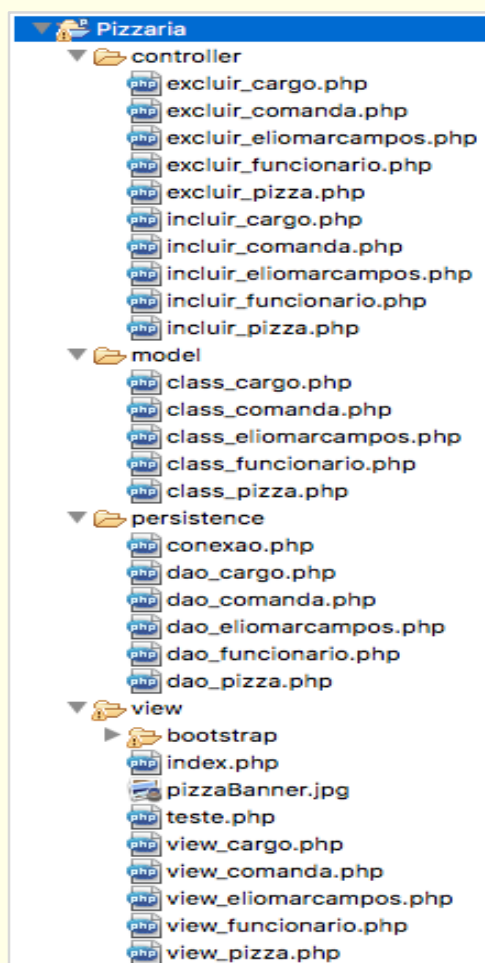 Pizzaria
controller
excluir_cargo.php
excluir_comanda.php
excluir_eliomarcampos.php
excluir_funcionario.php
excluir_pizza.php
incluir_cargo.php
incluir_comanda.php
incluir_eliomarcampos.php
incluir_funcionario.php
incluir_pizza.php
model
class_cargo.php
class_comanda.php
class_eliomarcampos.php
class_funcionario.php
class_pizza.php
persistence
conexao.php
dao_cargo.php
dao_comanda.php
dao_eliomarcampos.php
dao_funcionario.php
dao_pizza.php
view
bootstrap
index.php
pizzaBanner.jpg
teste.php
view_cargo.php
view_comanda.php
view_eliomarcampos.php
view_funcionario.php
view_pizza.php